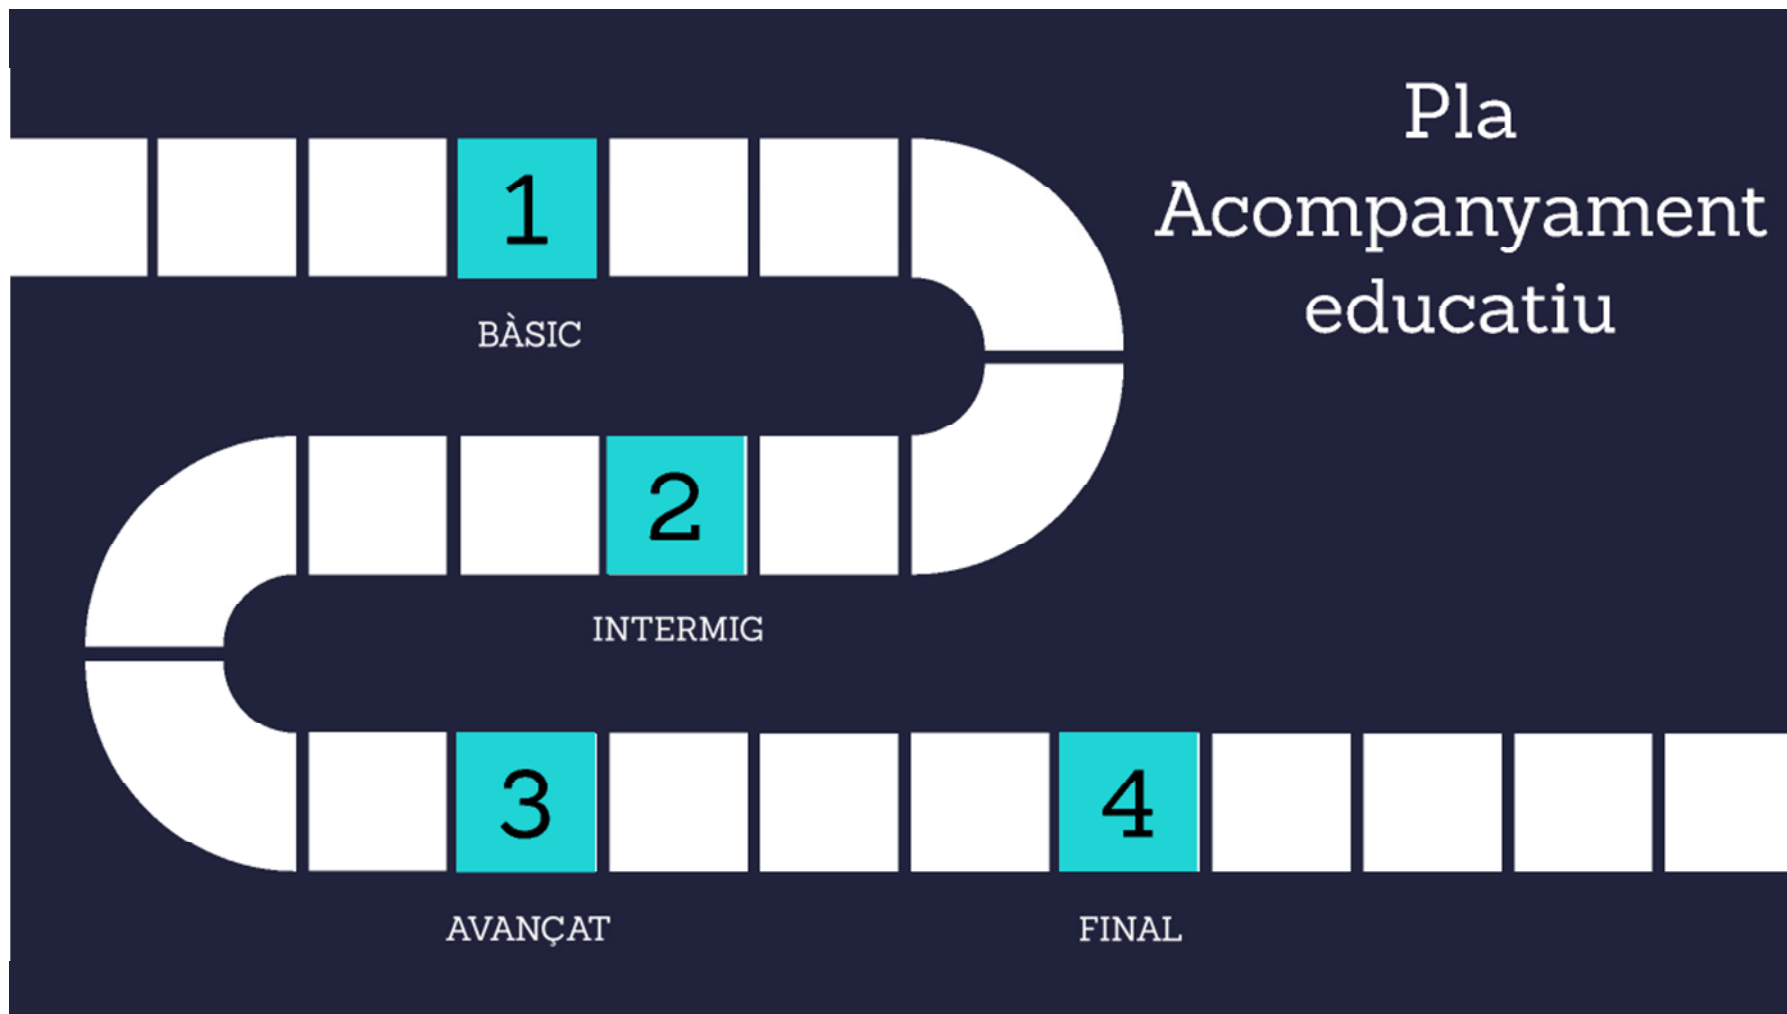 Pla
Acompanyament
educatiu
1
BÀSIC
2
INTERMIG
3
4
AVANÇAT
FINAL